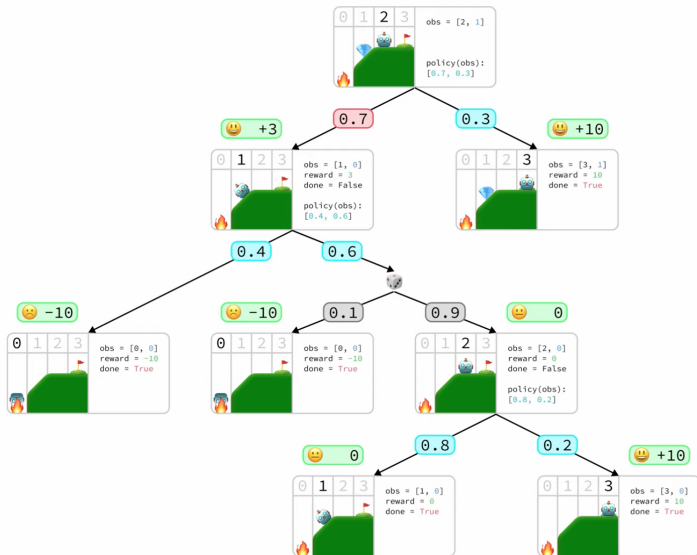 0 1 2 3
obs = [2, 1]
policy(obs):
[0.7, 0.3]
+3
0.7
0.3
+10
0 1 2 3
obs = [1, 0]
reward = 3
done = False
policy(obs):
[0.4, 0.6]
0 1 2 3
obs = [3, 1]
reward = 10
done = True
0.4
0.6
-10
-10
0.1
0.9
0
0 1 2 3
obs = [0, 0]
reward = -10
done = True
0 1 2 3
obs = [0, 0]
reward = -10
done = True
0 1 2 3
obs = [2, 0]
reward = 0
done = False
policy(obs):
[0.8, 0.2]
0
0.8
0.2
+10
0 1 2 3
obs = [1, 0]
reward = 0
done = True
0 1 2 3
obs = [3, 0]
reward = 10
done = True